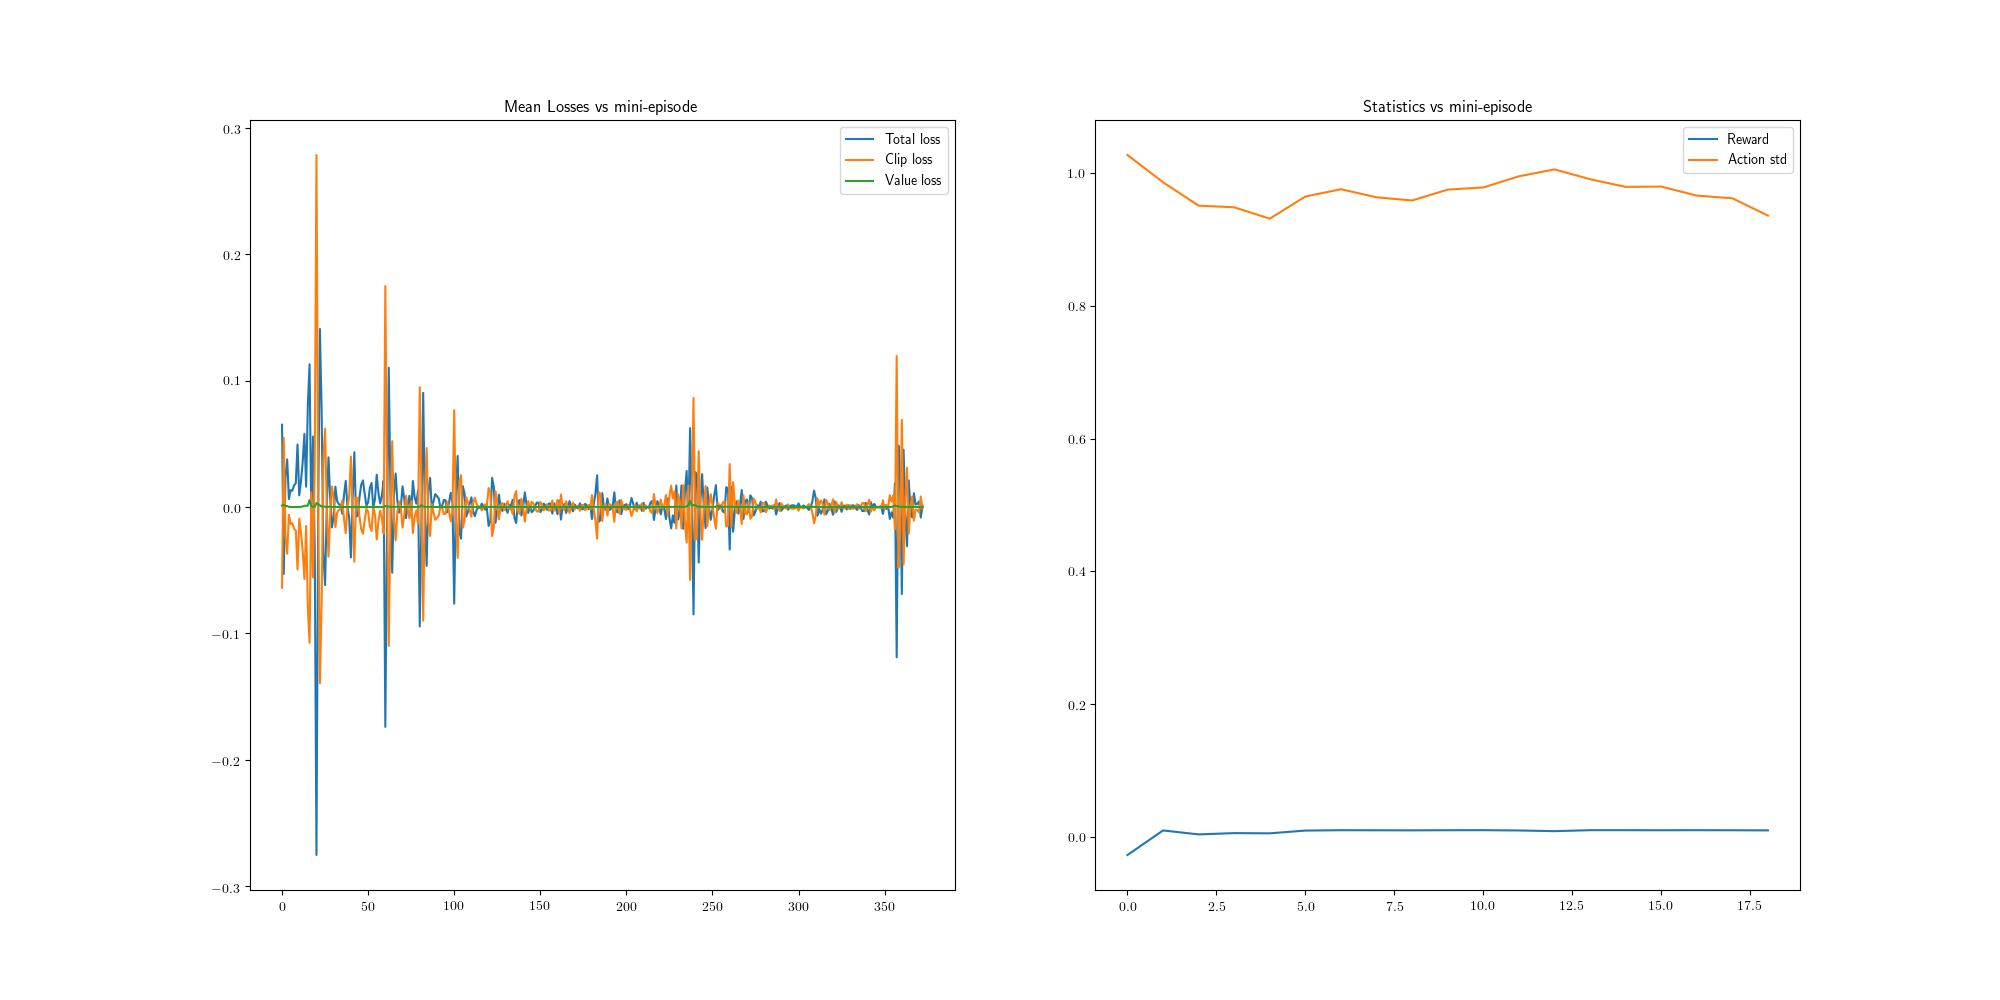 Mean Losses vs mini-episode
Total loss
Clip loss
Value loss
0.3
0.2
0.1
0.0
−0.1
−0.2
−0.3
0 50 100 150 200 250 300 350
Statistics vs mini-episode
Reward
Action std
1.0
0.8
0.6
0.4
0.2
0.0
0.0 2.5 5.0 7.5 10.0 12.5 15.0 17.5